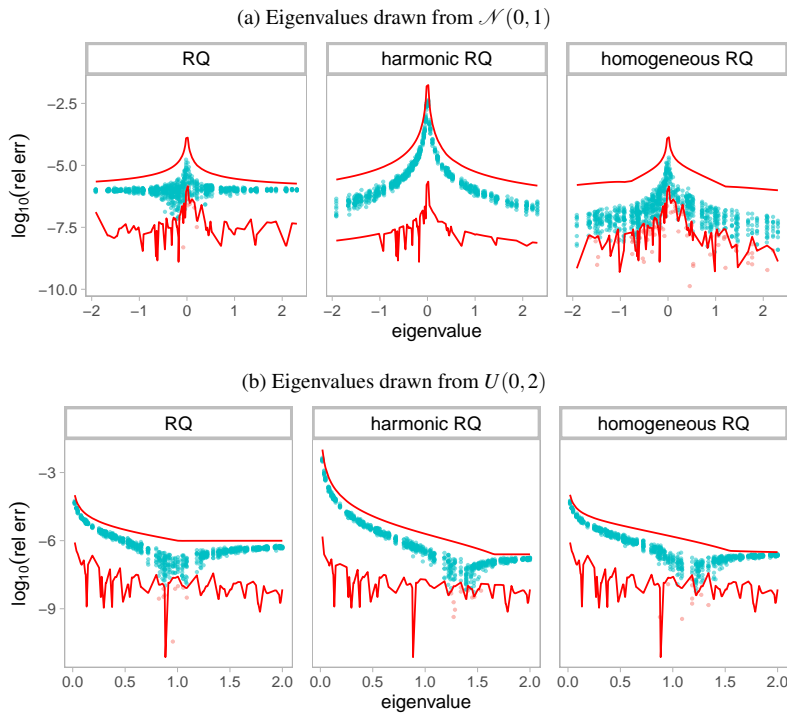 (a) Eigenvalues drawn from 𝒩(0,1)
RQ harmonic RQ homogeneous RQ
log₁₀(rel err)
−2.5
−5.0
−7.5
−10.0
−2 −1 0 1 2 −2 −1 0 1 2 −2 −1 0 1 2
eigenvalue
(b) Eigenvalues drawn from U(0,2)
RQ harmonic RQ homogeneous RQ
log₁₀(rel err)
−3
−6
−9
0.0 0.5 1.0 1.5 2.0 0.0 0.5 1.0 1.5 2.0 0.0 0.5 1.0 1.5 2.0
eigenvalue